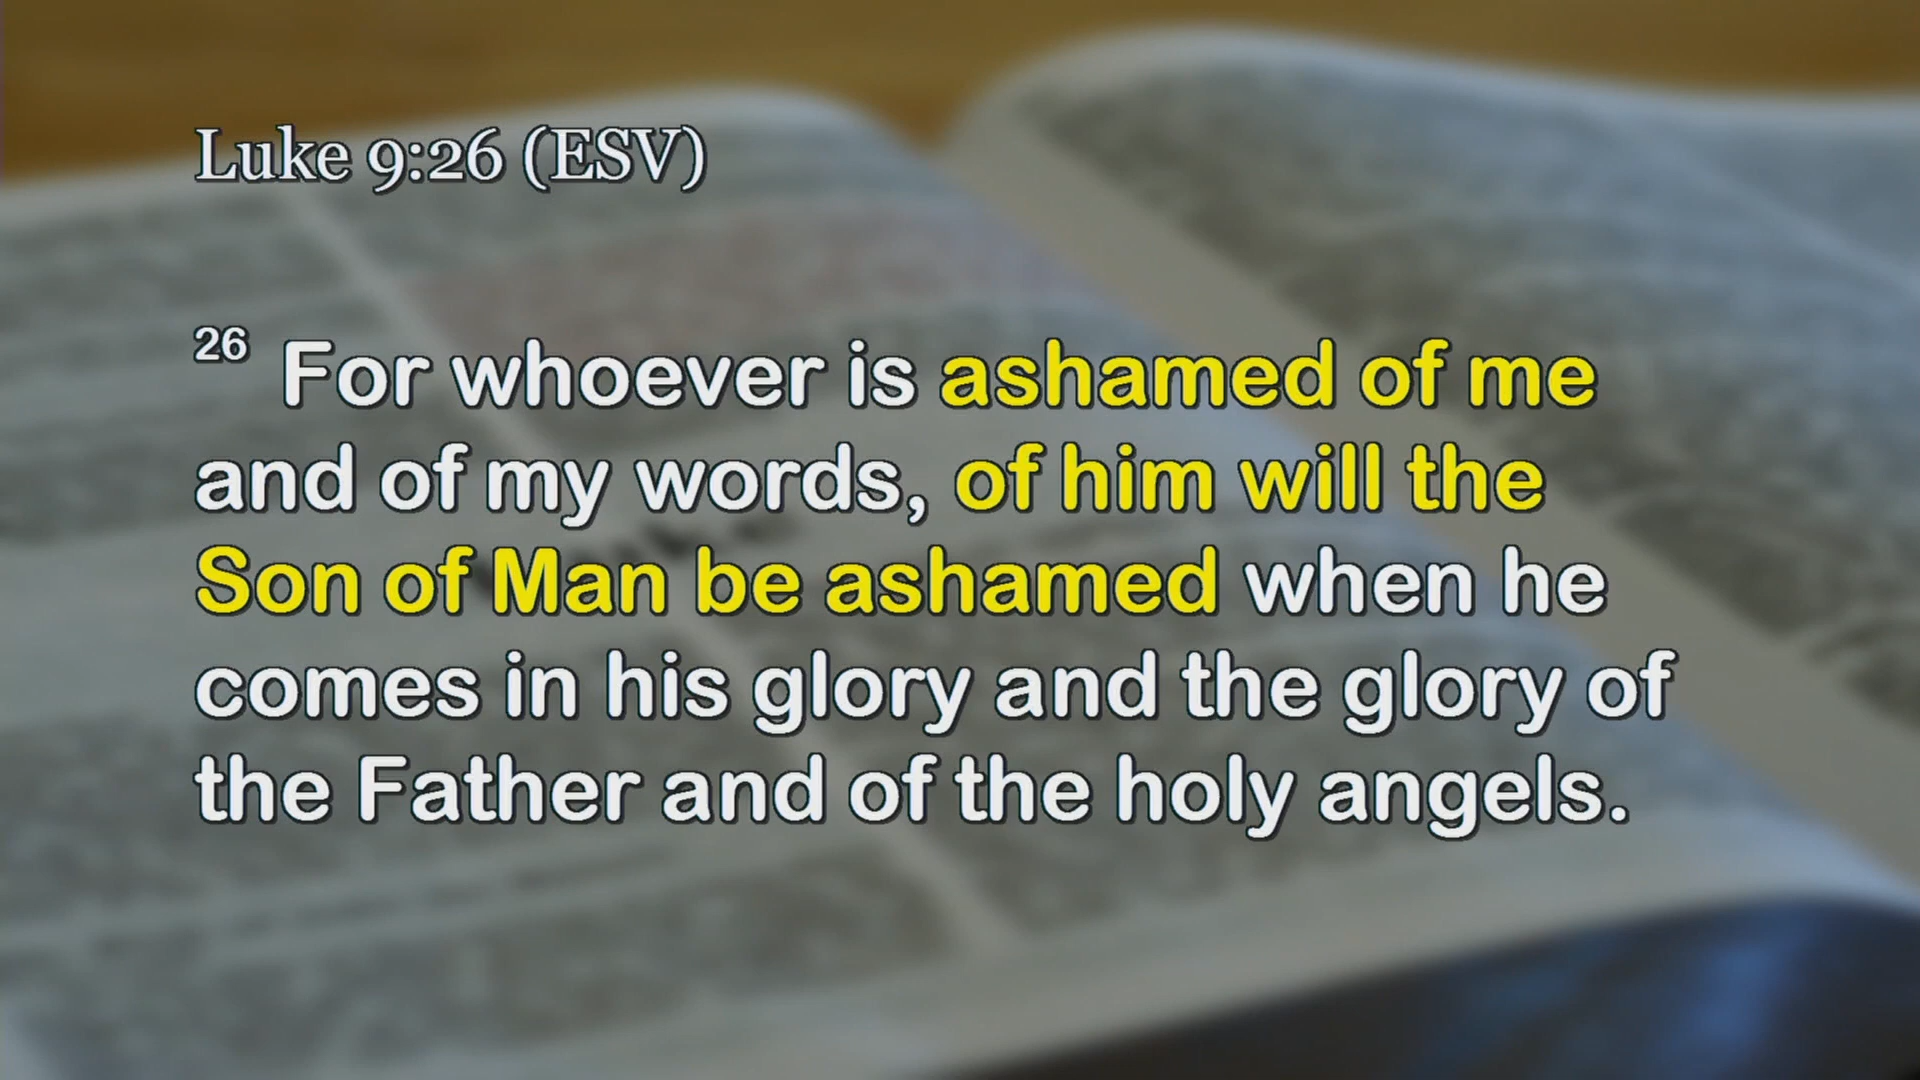 Luke 9:26 (ESV)
26 For whoever is ashamed of me
and of my words, of him will the
Son of Man be ashamed when he
comes in his glory and the glory of
the Father and of the holy angels.